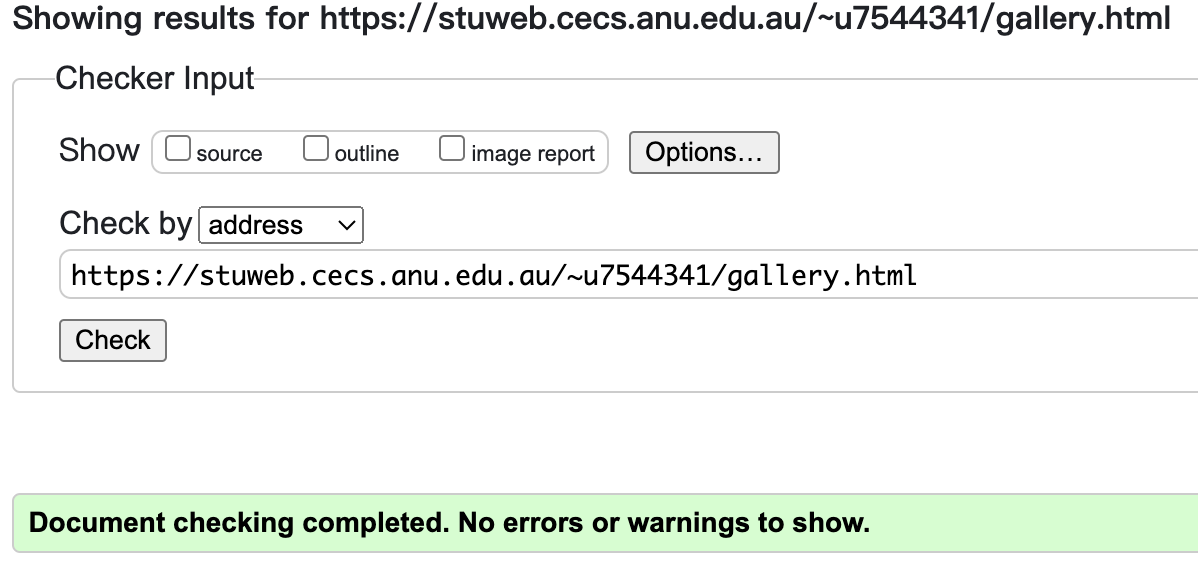 Showing results for https://stuweb.cecs.anu.edu.au/~u7544341/gallery.html
Checker Input
Show source outline image report Options...
Check by address
https://stuweb.cecs.anu.edu.au/~u7544341/gallery.html
Check
Document checking completed. No errors or warnings to show.